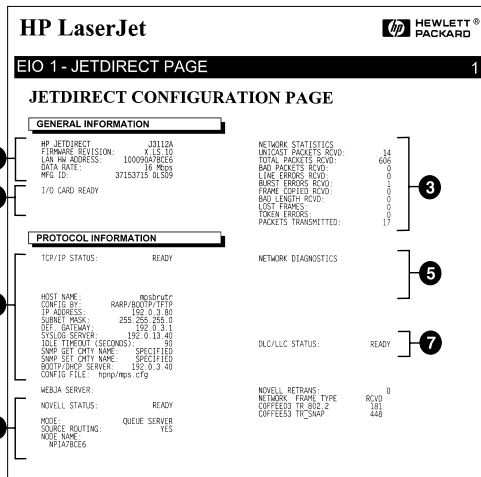 HP LaserJet
hp HEWLETT® PACKARD
EIO 1 - JETDIRECT PAGE 1
JETDIRECT CONFIGURATION PAGE
GENERAL INFORMATION
HP JETDIRECT J3112A
FIRMWARE REVISION: X.LS.10
LAN HW ADDRESS: 100090A7BCE6
DATA RATE: 16 Mbps
MFG ID: 37153715 0LS09
I/O CARD READY
NETWORK STATISTICS
UNICAST PACKETS RCVD: 14
TOTAL PACKETS RCVD: 606
BAD PACKETS RCVD: 0
LINE ERRORS RCVD: 0
BURST ERRORS RCVD: 1
FRAME COPIED RCVD: 0
BAD LENGTH RCVD: 0
LOST FRAMES: 0
TOKEN ERRORS: 0
PACKETS TRANSMITTED: 17
3
PROTOCOL INFORMATION
TCP/IP STATUS: READY
HOST NAME: mpsbrutr
CONFIG BY: RARP/BOOTP/TFTP
IP ADDRESS: 192.0.3.80
SUBNET MASK: 255.255.255.0
DEF. GATEWAY: 192.0.3.1
SYSLOG SERVER: 192.0.13.40
IDLE TIMEOUT (SECONDS): 90
SNMP GET CMTY NAME: SPECIFIED
SNMP SET CMTY NAME: SPECIFIED
BOOTP/DHCP SERVER: 192.0.3.40
CONFIG FILE: hpnp/mps.cfg
WEBJA SERVER:
NETWORK DIAGNOSTICS
5
DLC/LLC STATUS: READY
7
NOVELL STATUS: READY
MODE: QUEUE SERVER
SOURCE ROUTING: YES
NODE NAME:
NPIA7BCE6
NOVELL RETRANS: 0
NETWORK FRAME TYPE RCVD
COFFEE03 TR_802.2 181
COFFEE53 TR_SNAP 448